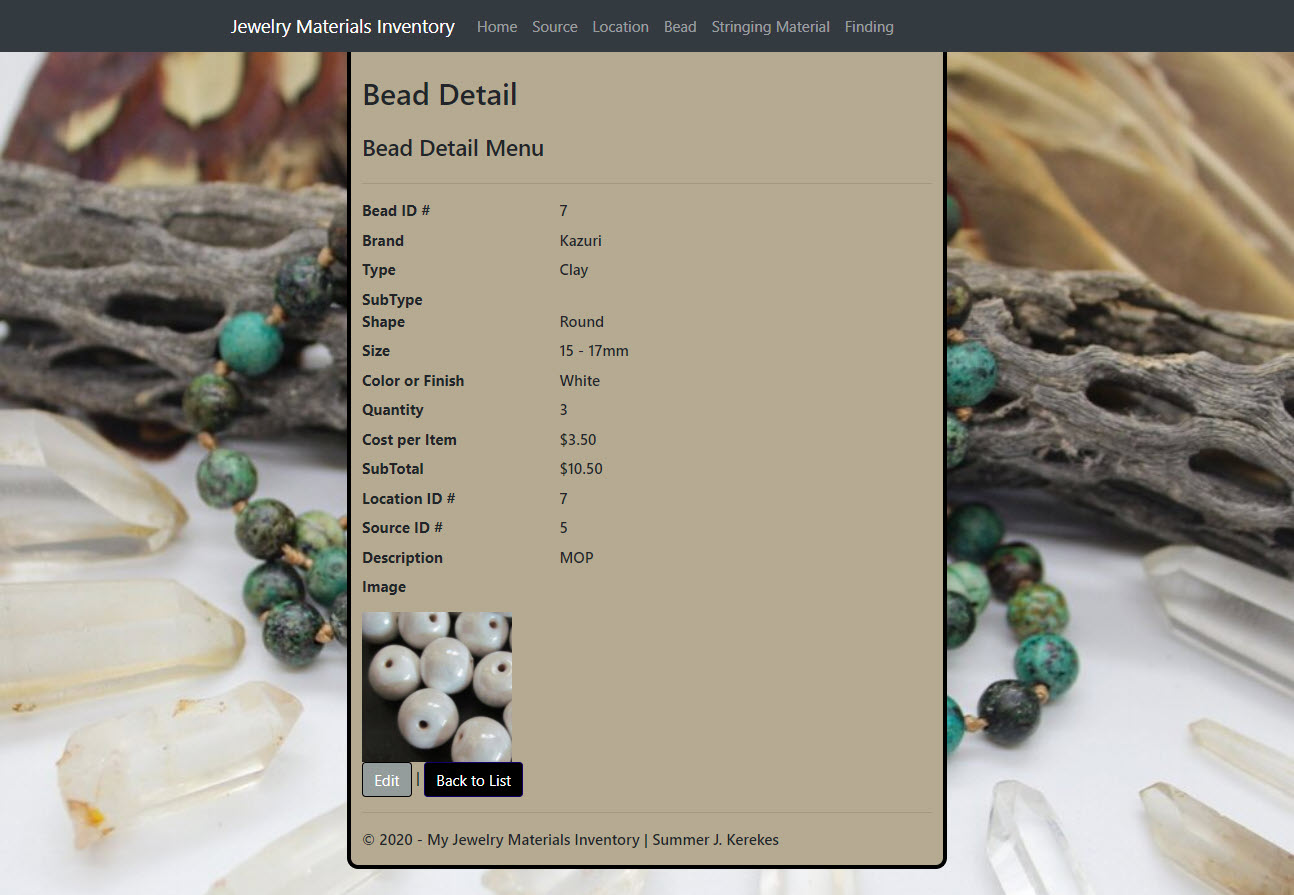 Jewelry Materials Inventory Home Source Location Bead Stringing Material Finding
Bead Detail
Bead Detail Menu
Bead ID # 7
Brand Kazuri
Type Clay
SubType
Shape Round
Size 15 - 17mm
Color or Finish White
Quantity 3
Cost per Item $3.50
SubTotal $10.50
Location ID # 7
Source ID # 5
Description MOP
Image
Edit | Back to List
© 2020 - My Jewelry Materials Inventory | Summer J. Kerekes